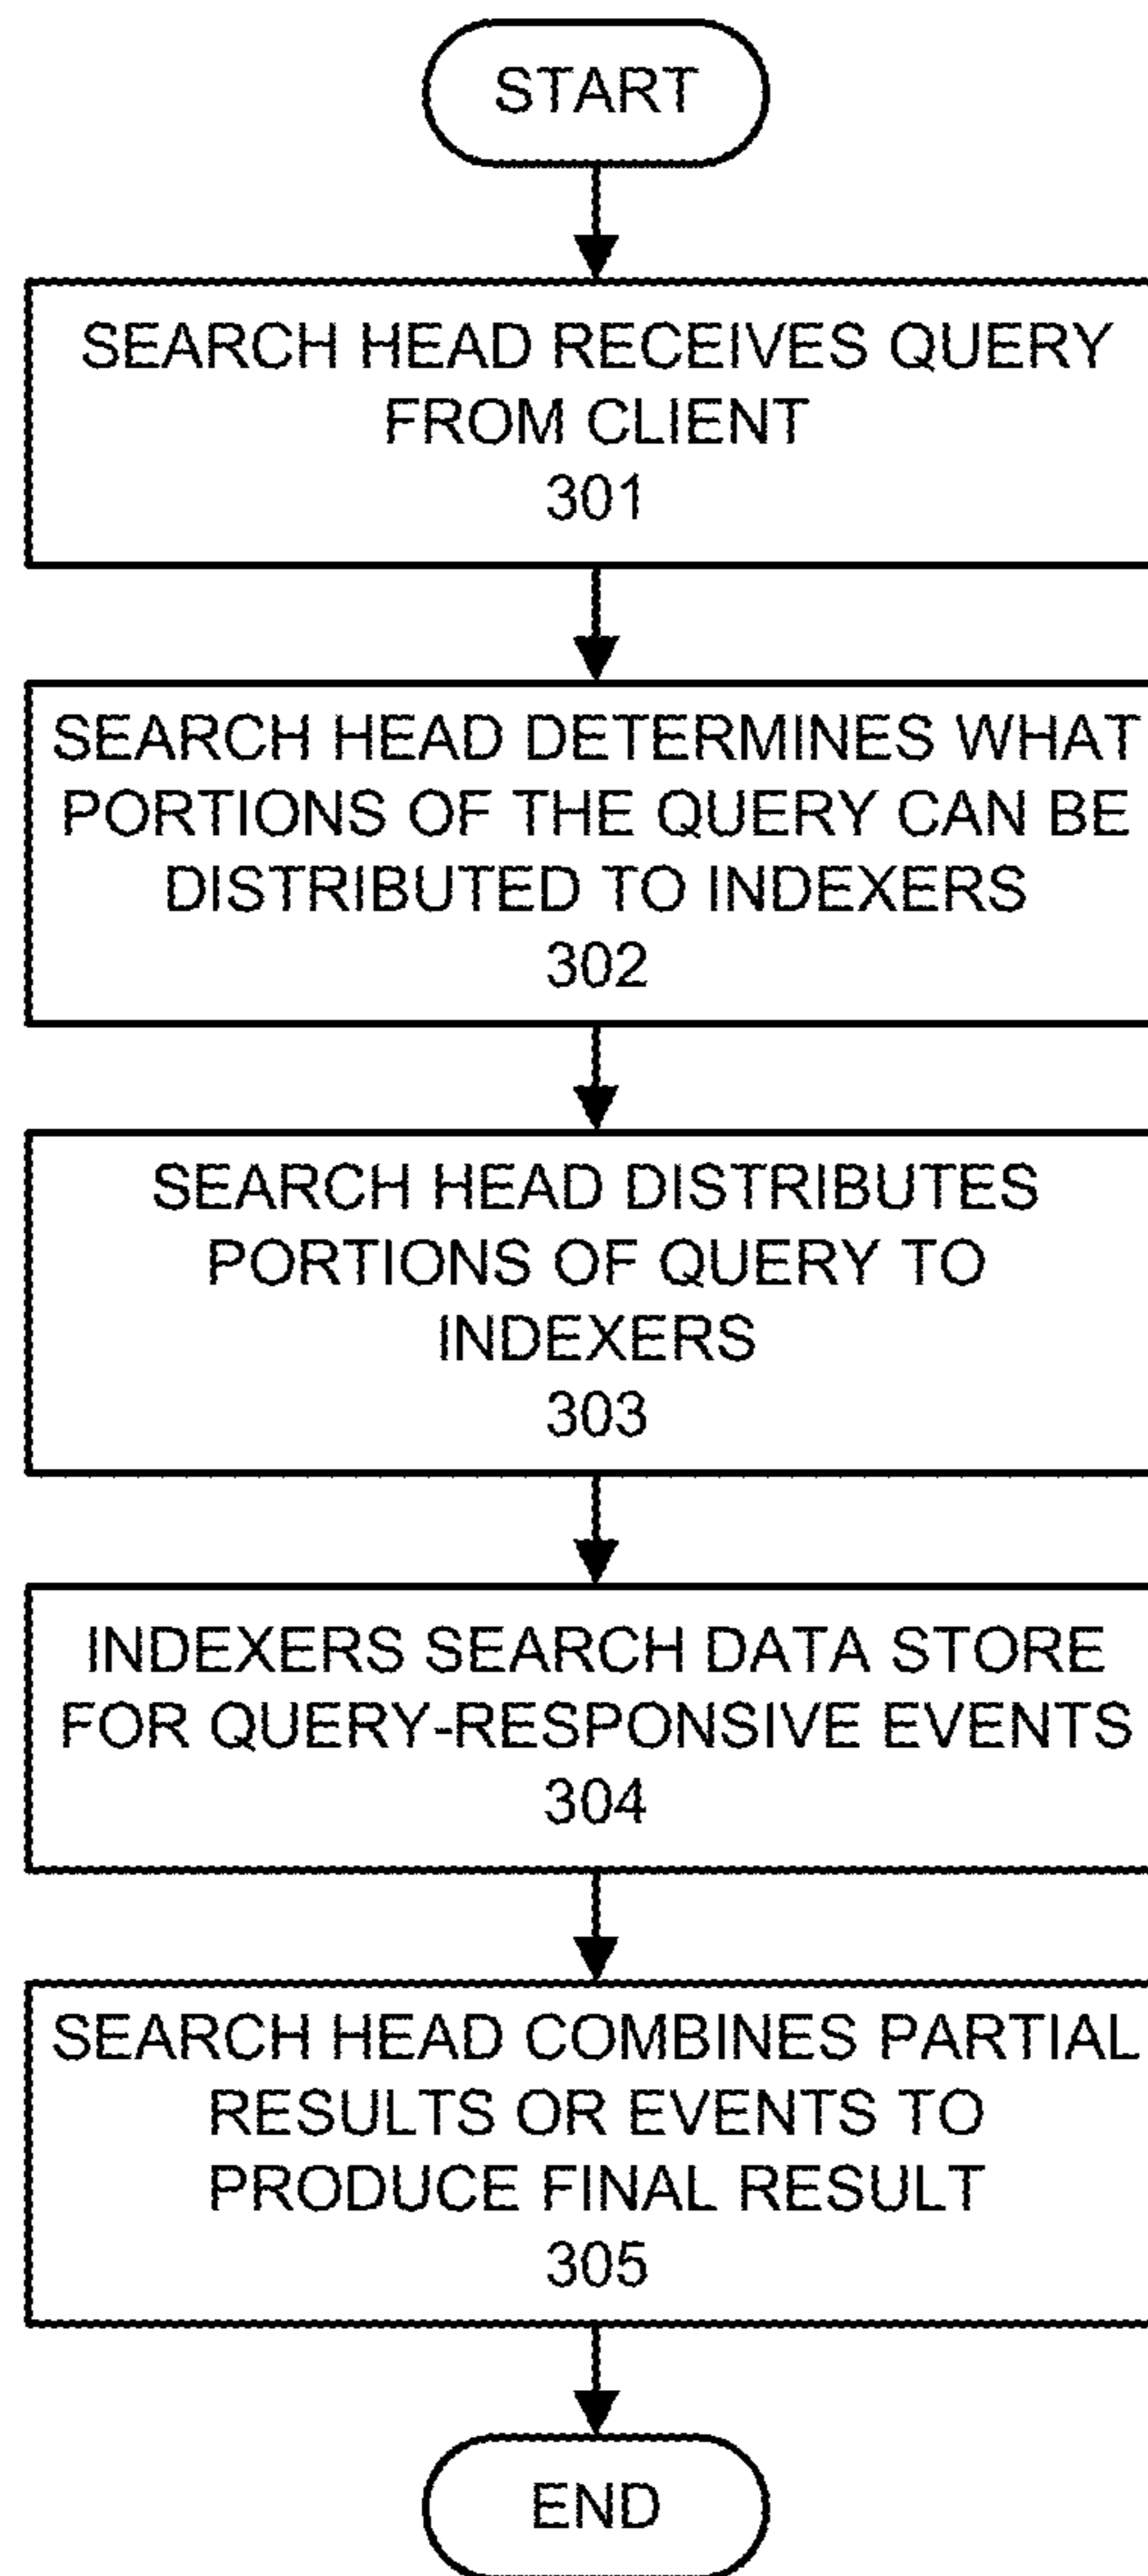 START
SEARCH HEAD RECEIVES QUERY
FROM CLIENT
301
SEARCH HEAD DETERMINES WHAT
PORTIONS OF THE QUERY CAN BE
DISTRIBUTED TO INDEXERS
302
SEARCH HEAD DISTRIBUTES
PORTIONS OF QUERY TO
INDEXERS
303
INDEXERS SEARCH DATA STORE
FOR QUERY-RESPONSIVE EVENTS
304
SEARCH HEAD COMBINES PARTIAL
RESULTS OR EVENTS TO
PRODUCE FINAL RESULT
305
END